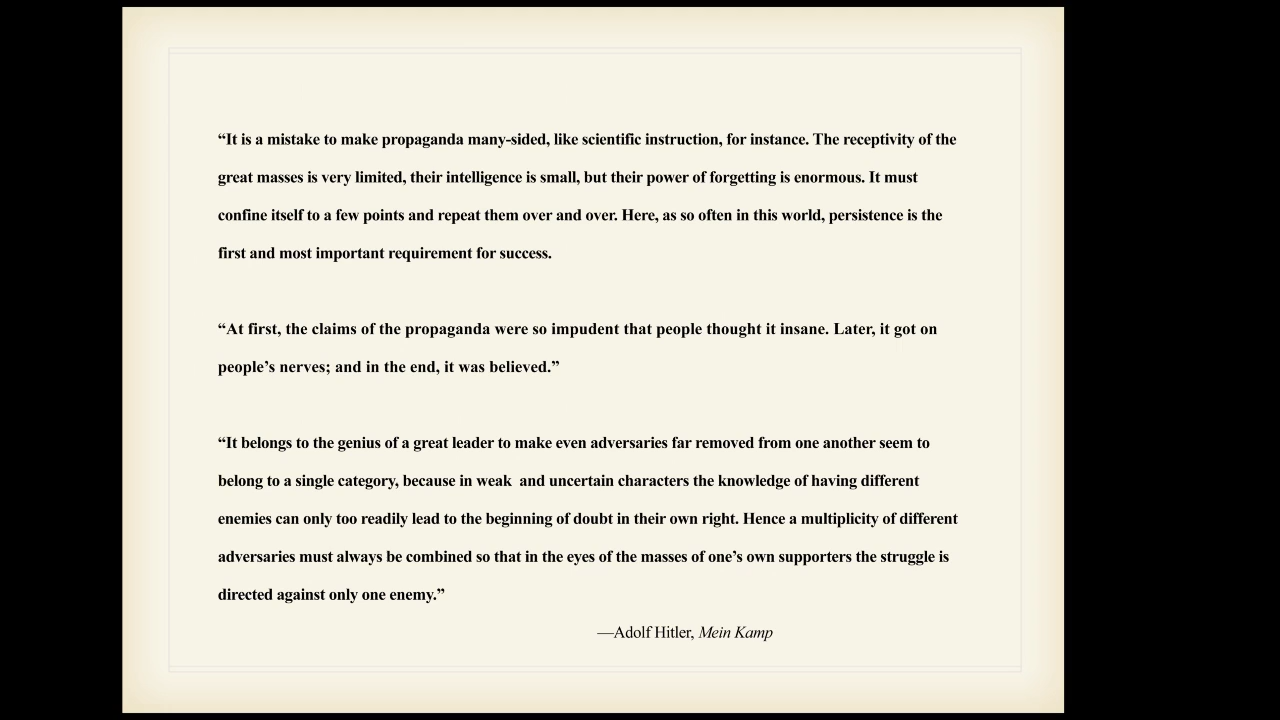 “It is a mistake to make propaganda many-sided, like scientific instruction, for instance. The receptivity of the
great masses is very limited, their intelligence is small, but their power of forgetting is enormous. It must
confine itself to a few points and repeat them over and over. Here, as so often in this world, persistence is the
first and most important requirement for success.
“At first, the claims of the propaganda were so impudent that people thought it insane. Later, it got on
people’s nerves; and in the end, it was believed.”
“It belongs to the genius of a great leader to make even adversaries far removed from one another seem to
belong to a single category, because in weak  and uncertain characters the knowledge of having different
enemies can only too readily lead to the beginning of doubt in their own right. Hence a multiplicity of different
adversaries must always be combined so that in the eyes of the masses of one’s own supporters the struggle is
directed against only one enemy.”
—Adolf Hitler, Mein Kamp